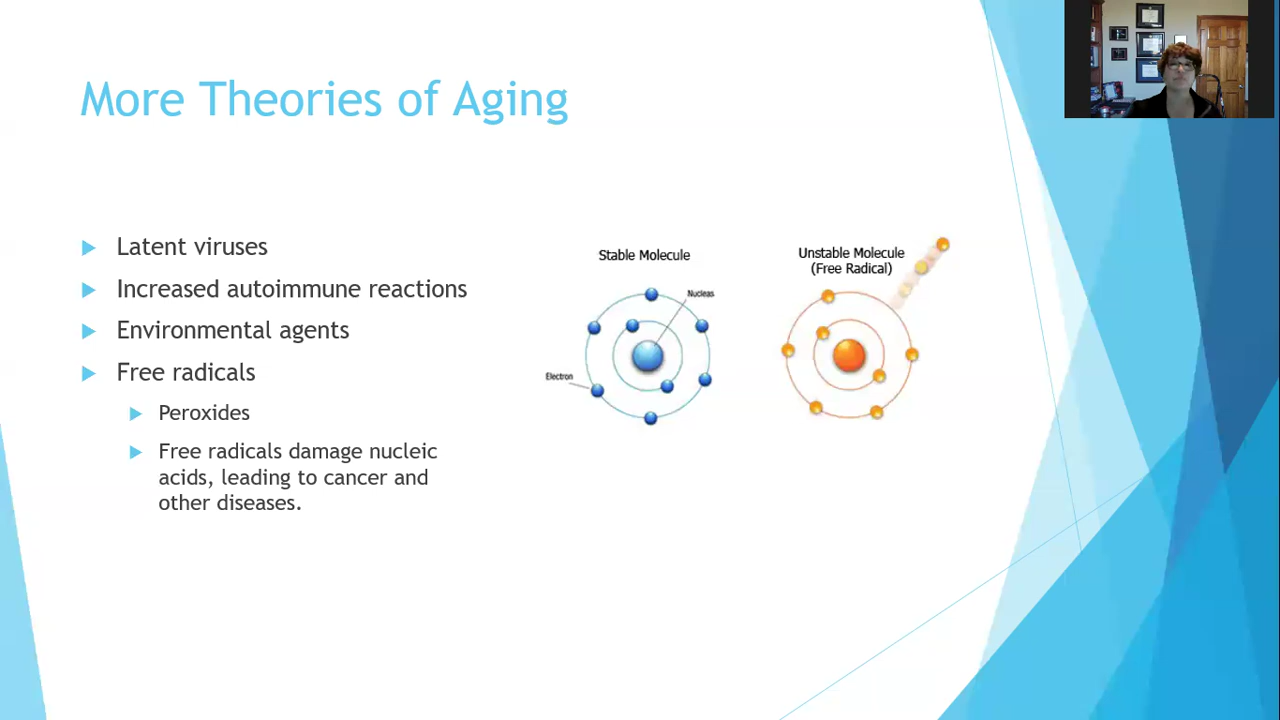 More Theories of Aging
Latent viruses
Increased autoimmune reactions
Environmental agents
Free radicals
Peroxides
Free radicals damage nucleic
acids, leading to cancer and
other diseases.
Stable Molecule
Nucleas
Electron
Unstable Molecule
(Free Radical)